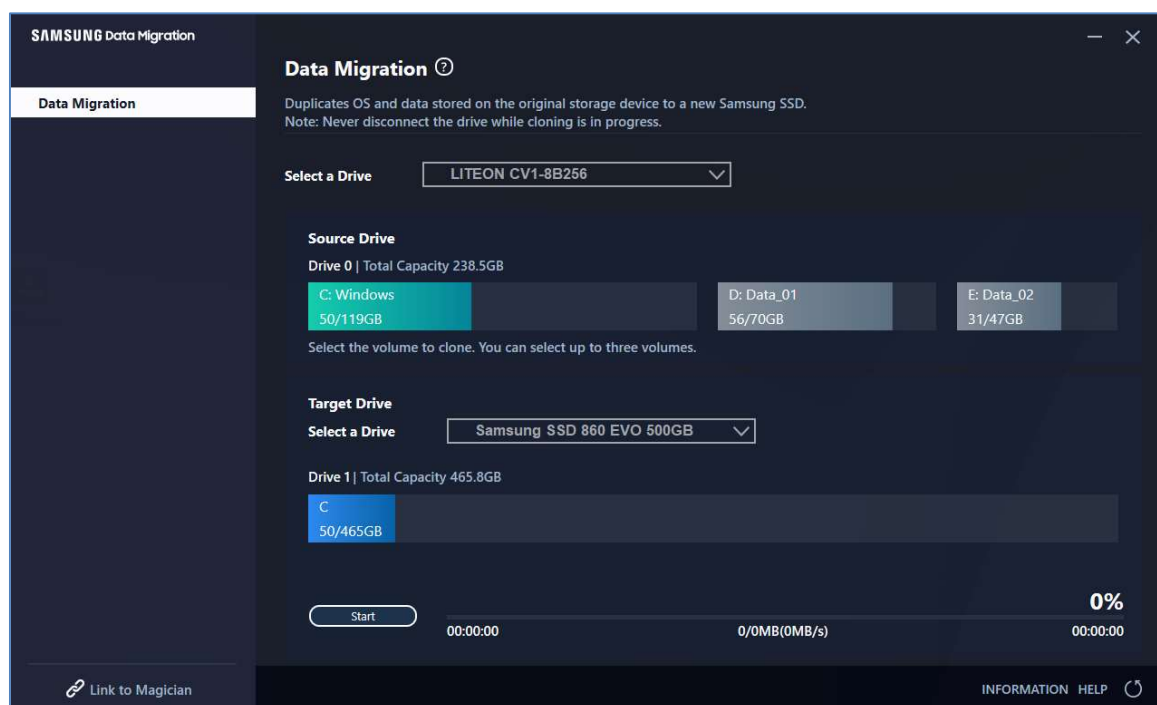 SAMSUNG Data Migration
Data Migration
Data Migration ?
Duplicates OS and data stored on the original storage device to a new Samsung SSD.
Note: Never disconnect the drive while cloning is in progress.
Select a Drive LITEON CV1-8B256
Source Drive
Drive 0 | Total Capacity 238.5GB
C: Windows D: Data_01 E: Data_02
50/119GB 56/70GB 31/47GB
Select the volume to clone. You can select up to three volumes.
Target Drive
Select a Drive Samsung SSD 860 EVO 500GB
Drive 1 | Total Capacity 465.8GB
C
50/465GB
0%
Start
00:00:00 0/0MB(0MB/s) 00:00:00
Link to Magician
INFORMATION HELP